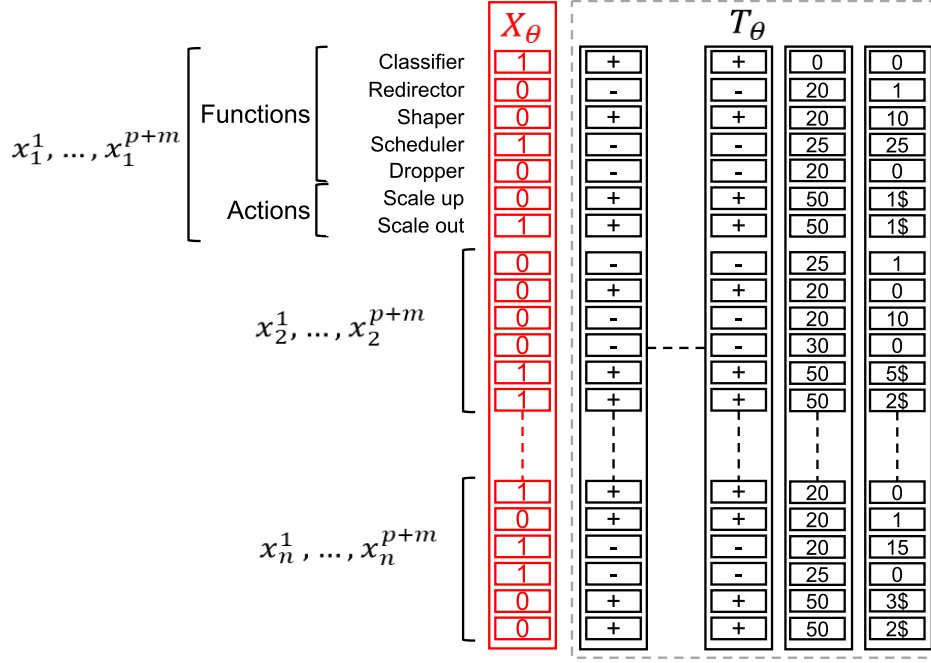 X_θ T_θ
Classifier 1 + + 0 0
Redirector 0 - - 20 1
Functions Shaper 0 + + 20 10
x_1^1, ..., x_1^{p+m} Scheduler 1 - - 25 25
Dropper 0 - - 20 0
Actions Scale up 0 + + 50 1$
Scale out 1 + + 50 1$
0 - - 25 1
0 + + 20 0
x_2^1, ..., x_2^{p+m} 0 - - 20 10
0 - - 30 0
1 + + 50 5$
1 + + 50 2$
1 + + 20 0
0 + + 20 1
x_n^1, ..., x_n^{p+m} 1 - - 20 15
1 - - 25 0
0 + + 50 3$
0 + + 50 2$